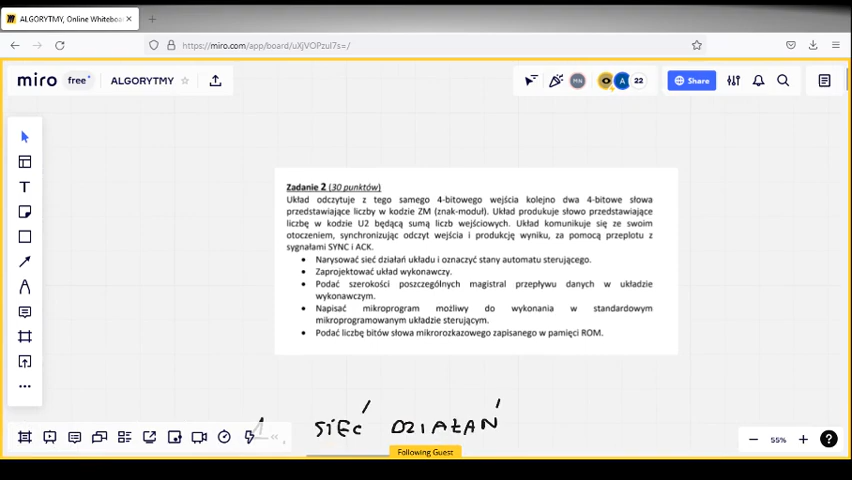 ALGORYTMY, Online Whiteboa
https://miro.com/app/board/uXjVOPzuI7s=/
miro free ALGORYTMY MN A 22 Share
Zadanie 2 (30 punktów)
Układ odczytuje z tego samego 4-bitowego wejścia kolejno dwa 4-bitowe słowa
przedstawiające liczby w kodzie ZM (znak-moduł). Układ produkuje słowo przedstawiające
liczbę w kodzie U2 będącą sumą liczb wejściowych. Układ komunikuje się ze swoim
otoczeniem, synchronizując odczyt wejścia i produkcję wyniku, za pomocą przeplotu z
sygnałami SYNC i ACK.
• Narysować sieć działań układu i oznaczyć stany automatu sterującego.
• Zaprojektować układ wykonawczy.
• Podać szerokości poszczególnych magistral przepływu danych w układzie
wykonawczym.
• Napisać mikroprogram możliwy do wykonania w standardowym
mikroprogramowanym układzie sterującym.
• Podać liczbę bitów słowa mikrorozkazowego zapisanego w pamięci ROM.
SIEĆ DZIAŁAŃ
Following Guest
55%